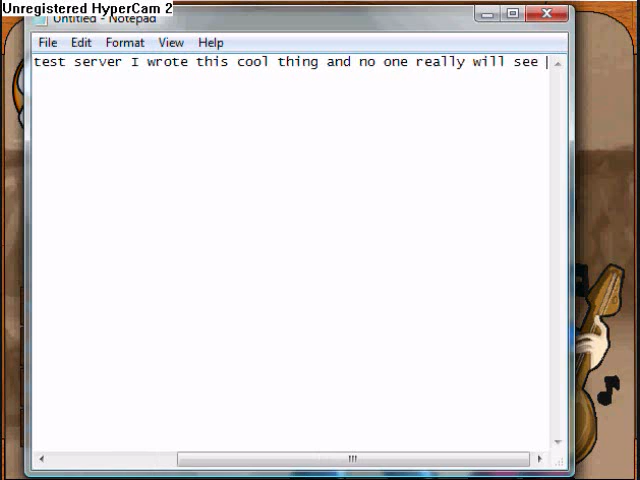 Unregistered HyperCam 2
Untitled - Notepad
File Edit Format View Help
test server I wrote this cool thing and no one really will see